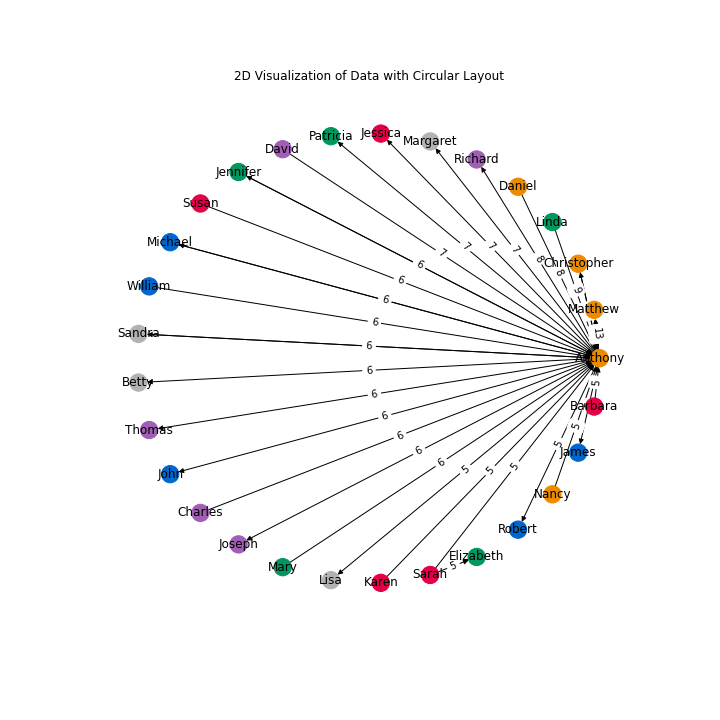 2D Visualization of Data with Circular Layout
Patricia
Jessica
Margaret
David
Richard
Jennifer
Daniel
Susan
Linda
Michael
7
7
7
7
8
8
6
Christopher
6
William
6
9
Matthew
6
13
Sandra
6
Anthony
6
Betty
5
6
Barbara
6
Thomas
6
5
5
James
6
6
John
5
5
5
Nancy
Charles
Robert
Joseph
Elizabeth
5
Mary
Lisa
Karen
Sarah